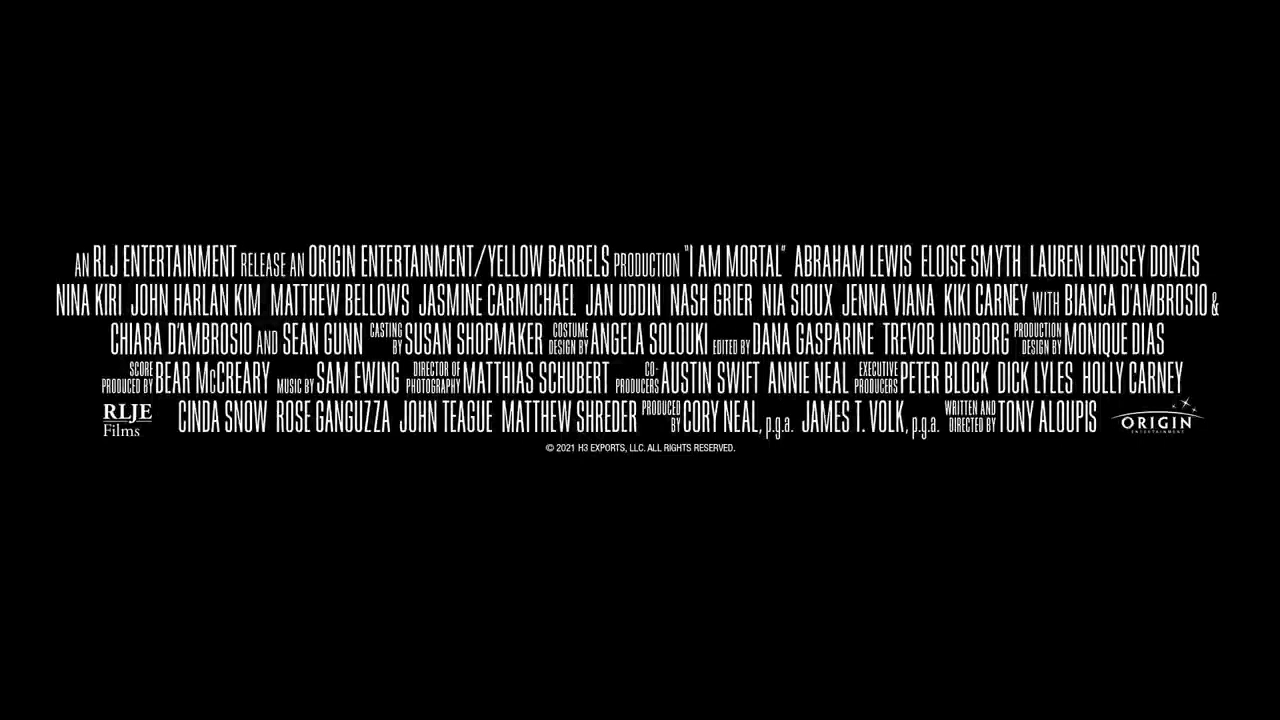 AN RLJ ENTERTAINMENT RELEASE AN ORIGIN ENTERTAINMENT/YELLOW BARRELS PRODUCTION "I AM MORTAL" ABRAHAM LEWIS ELOISE SMYTH LAUREN LINDSEY DONZIS
NINA KIRI JOHN HARLAN KIM MATTHEW BELLOWS JASMINE CARMICHAEL JAN UDDIN NASH GRIER NIA SIOUX JENNA VIANA KIKI CARNEY WITH BIANCA D'AMBROSIO &
CHIARA D'AMBROSIO AND SEAN GUNN CASTING BY SUSAN SHOPMAKER COSTUME DESIGN BY ANGELA SOLOUKI EDITED BY DANA GASPARINE TREVOR LINDBORG PRODUCTION DESIGN BY MONIQUE DIAS
SCORE PRODUCED BY BEAR McCREARY MUSIC BY SAM EWING DIRECTOR OF PHOTOGRAPHY MATTHIAS SCHUBERT CO-PRODUCERS AUSTIN SWIFT ANNIE NEAL EXECUTIVE PRODUCERS PETER BLOCK DICK LYLES HOLLY CARNEY
RLJE Films CINDA SNOW ROSE GANGUZZA JOHN TEAGUE MATTHEW SHREDER PRODUCED BY CORY NEAL, p.g.a. JAMES T. VOLK, p.g.a. WRITTEN AND DIRECTED BY TONY ALOUPIS ORIGIN ENTERTAINMENT
© 2021 H3 EXPORTS, LLC. ALL RIGHTS RESERVED.